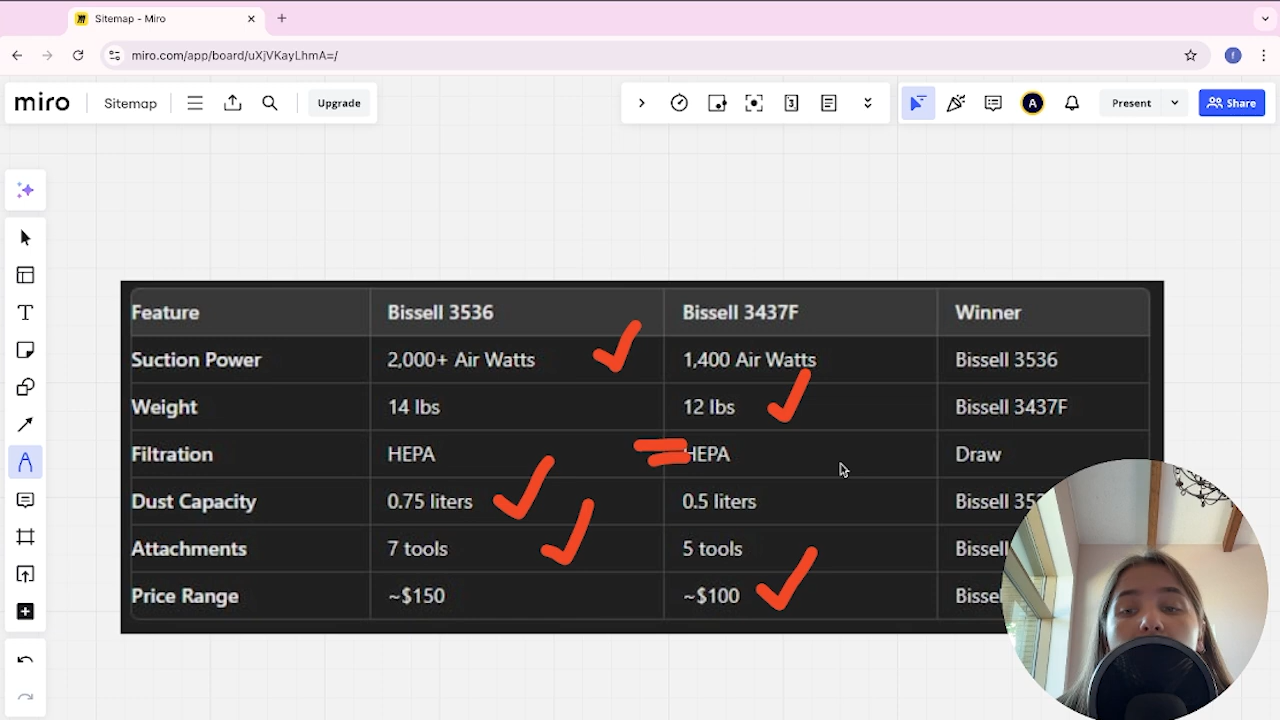 Sitemap - Miro
miro.com/app/board/uXjVKayLhmA=/
miro Sitemap Upgrade 3 A Present Share
Feature Bissell 3536 Bissell 3437F Winner
Suction Power 2,000+ Air Watts 1,400 Air Watts Bissell 3536
Weight 14 lbs 12 lbs Bissell 3437F
Filtration HEPA HEPA Draw
Dust Capacity 0.75 liters 0.5 liters Bissell
Attachments 7 tools 5 tools Bissell
Price Range ~$150 ~$100